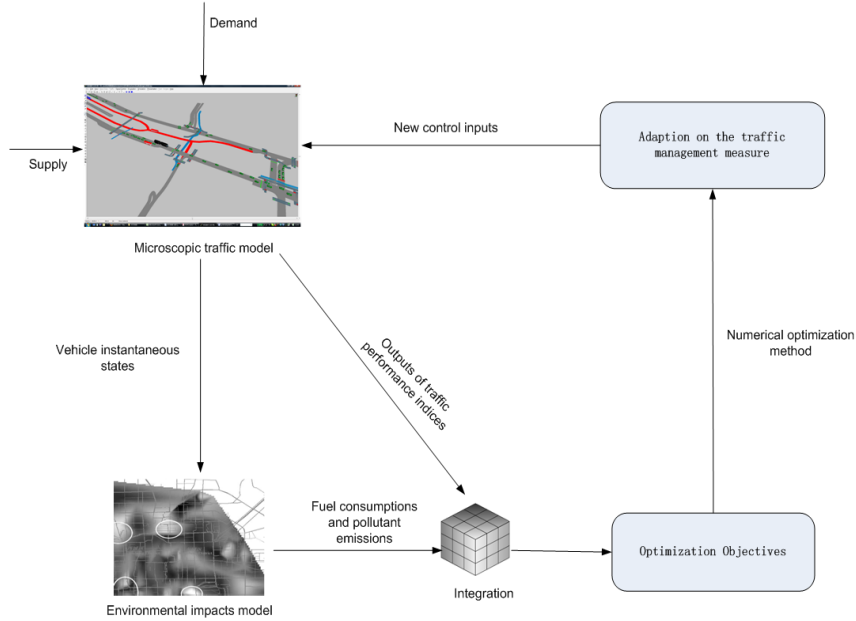 Demand
New control inputs
Adaption on the traffic
management measure
Supply
Microscopic traffic model
Vehicle instantaneous
states
Outputs of traffic
performance indices
Numerical optimization
method
Fuel consumptions
and pollutant
emissions
Optimization Objectives
Integration
Environmental impacts model